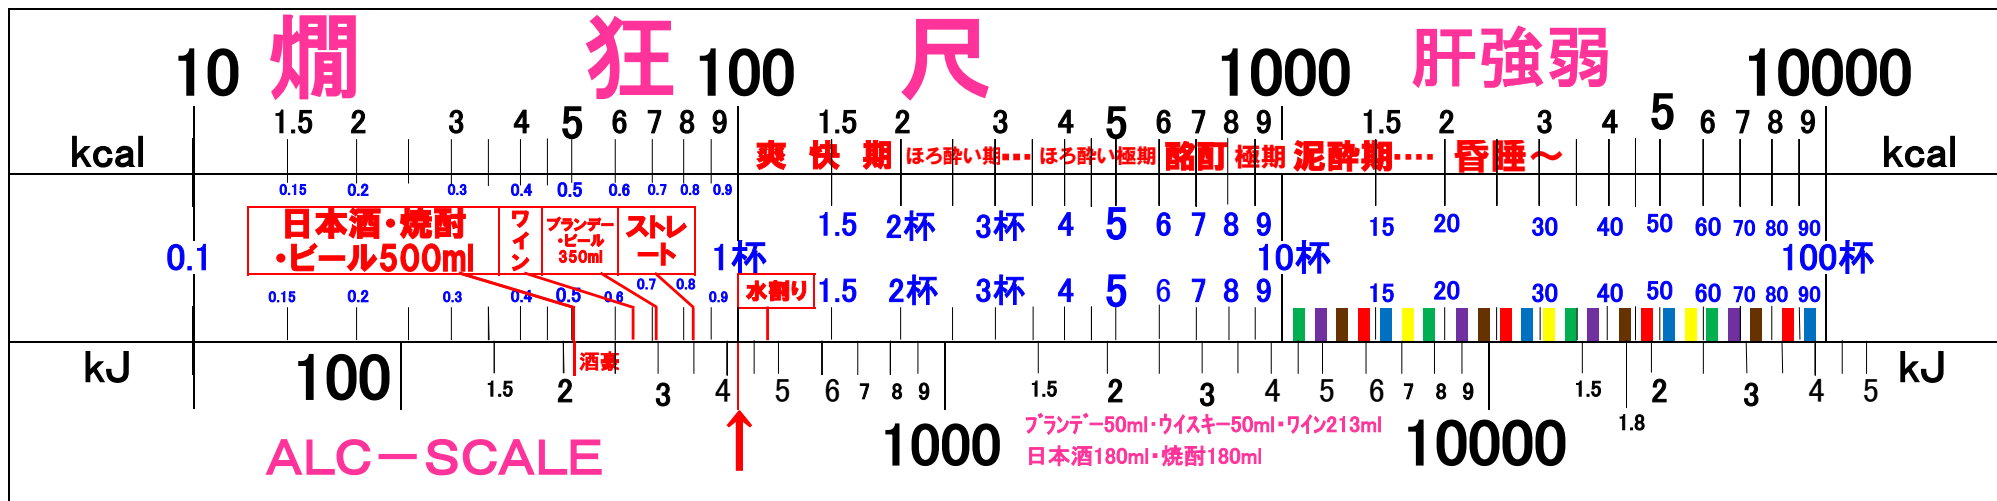 燗 狂 尺 肝強弱
10 100 1000 10000
kcal 1.5 2 3 4 5 6 7 8 9 1.5 2 3 4 5 6 7 8 9 1.5 2 3 4 5 6 7 8 9 kcal
爽 快 期 ほろ酔い期・・・ ほろ酔い極期 酩酊 極期 泥酔期・・・・ 昏睡～
0.15 0.2 0.3 0.4 0.5 0.6 0.7 0.8 0.9
日本酒・焼酎
・ビール500ml
ワイン
ブランデー
・ビール
350ml
ストレ
ート
1.5 2杯 3杯 4 5 6 7 8 9 15 20 30 40 50 60 70 80 90
0.1 1杯 10杯 100杯
0.15 0.2 0.3 0.4 0.5 0.6 0.7 0.8 0.9 水割り 1.5 2杯 3杯 4 5 6 7 8 9 15 20 30 40 50 60 70 80 90
kJ 酒豪 kJ
100 1.5 2 3 4 5 6 7 8 9 1.5 2 3 4 5 6 7 8 9 1.5 2 3 4 5
1.8
1000 10000
ブランデー50ml・ウイスキー50ml・ワイン213ml
日本酒180ml・焼酎180ml
ALC－SCALE